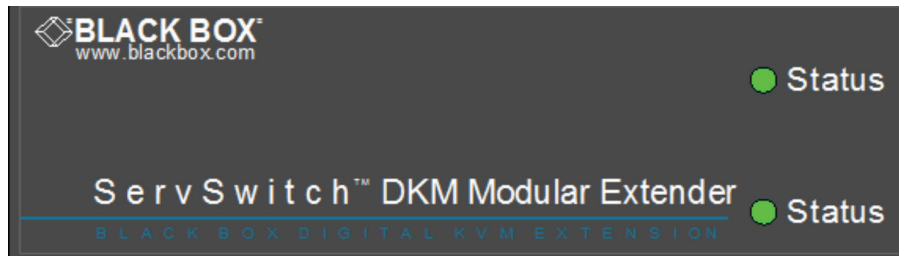 BLACK BOX®
www.blackbox.com
Status
ServSwitch™ DKM Modular Extender
Status
BLACK BOX DIGITAL KVM EXTENSION